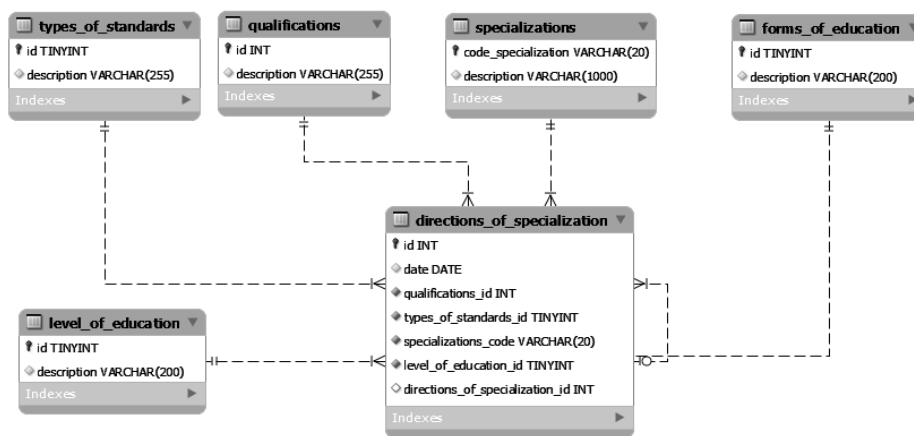 types_of_standards
id TINYINT
description VARCHAR(255)
Indexes
qualifications
id INT
description VARCHAR(255)
Indexes
specializations
code_specialization VARCHAR(20)
description VARCHAR(1000)
Indexes
forms_of_education
id TINYINT
description VARCHAR(200)
Indexes
directions_of_specialization
id INT
date DATE
qualifications_id INT
types_of_standards_id TINYINT
specializations_code VARCHAR(20)
level_of_education_id TINYINT
directions_of_specialization_id INT
Indexes
level_of_education
id TINYINT
description VARCHAR(200)
Indexes